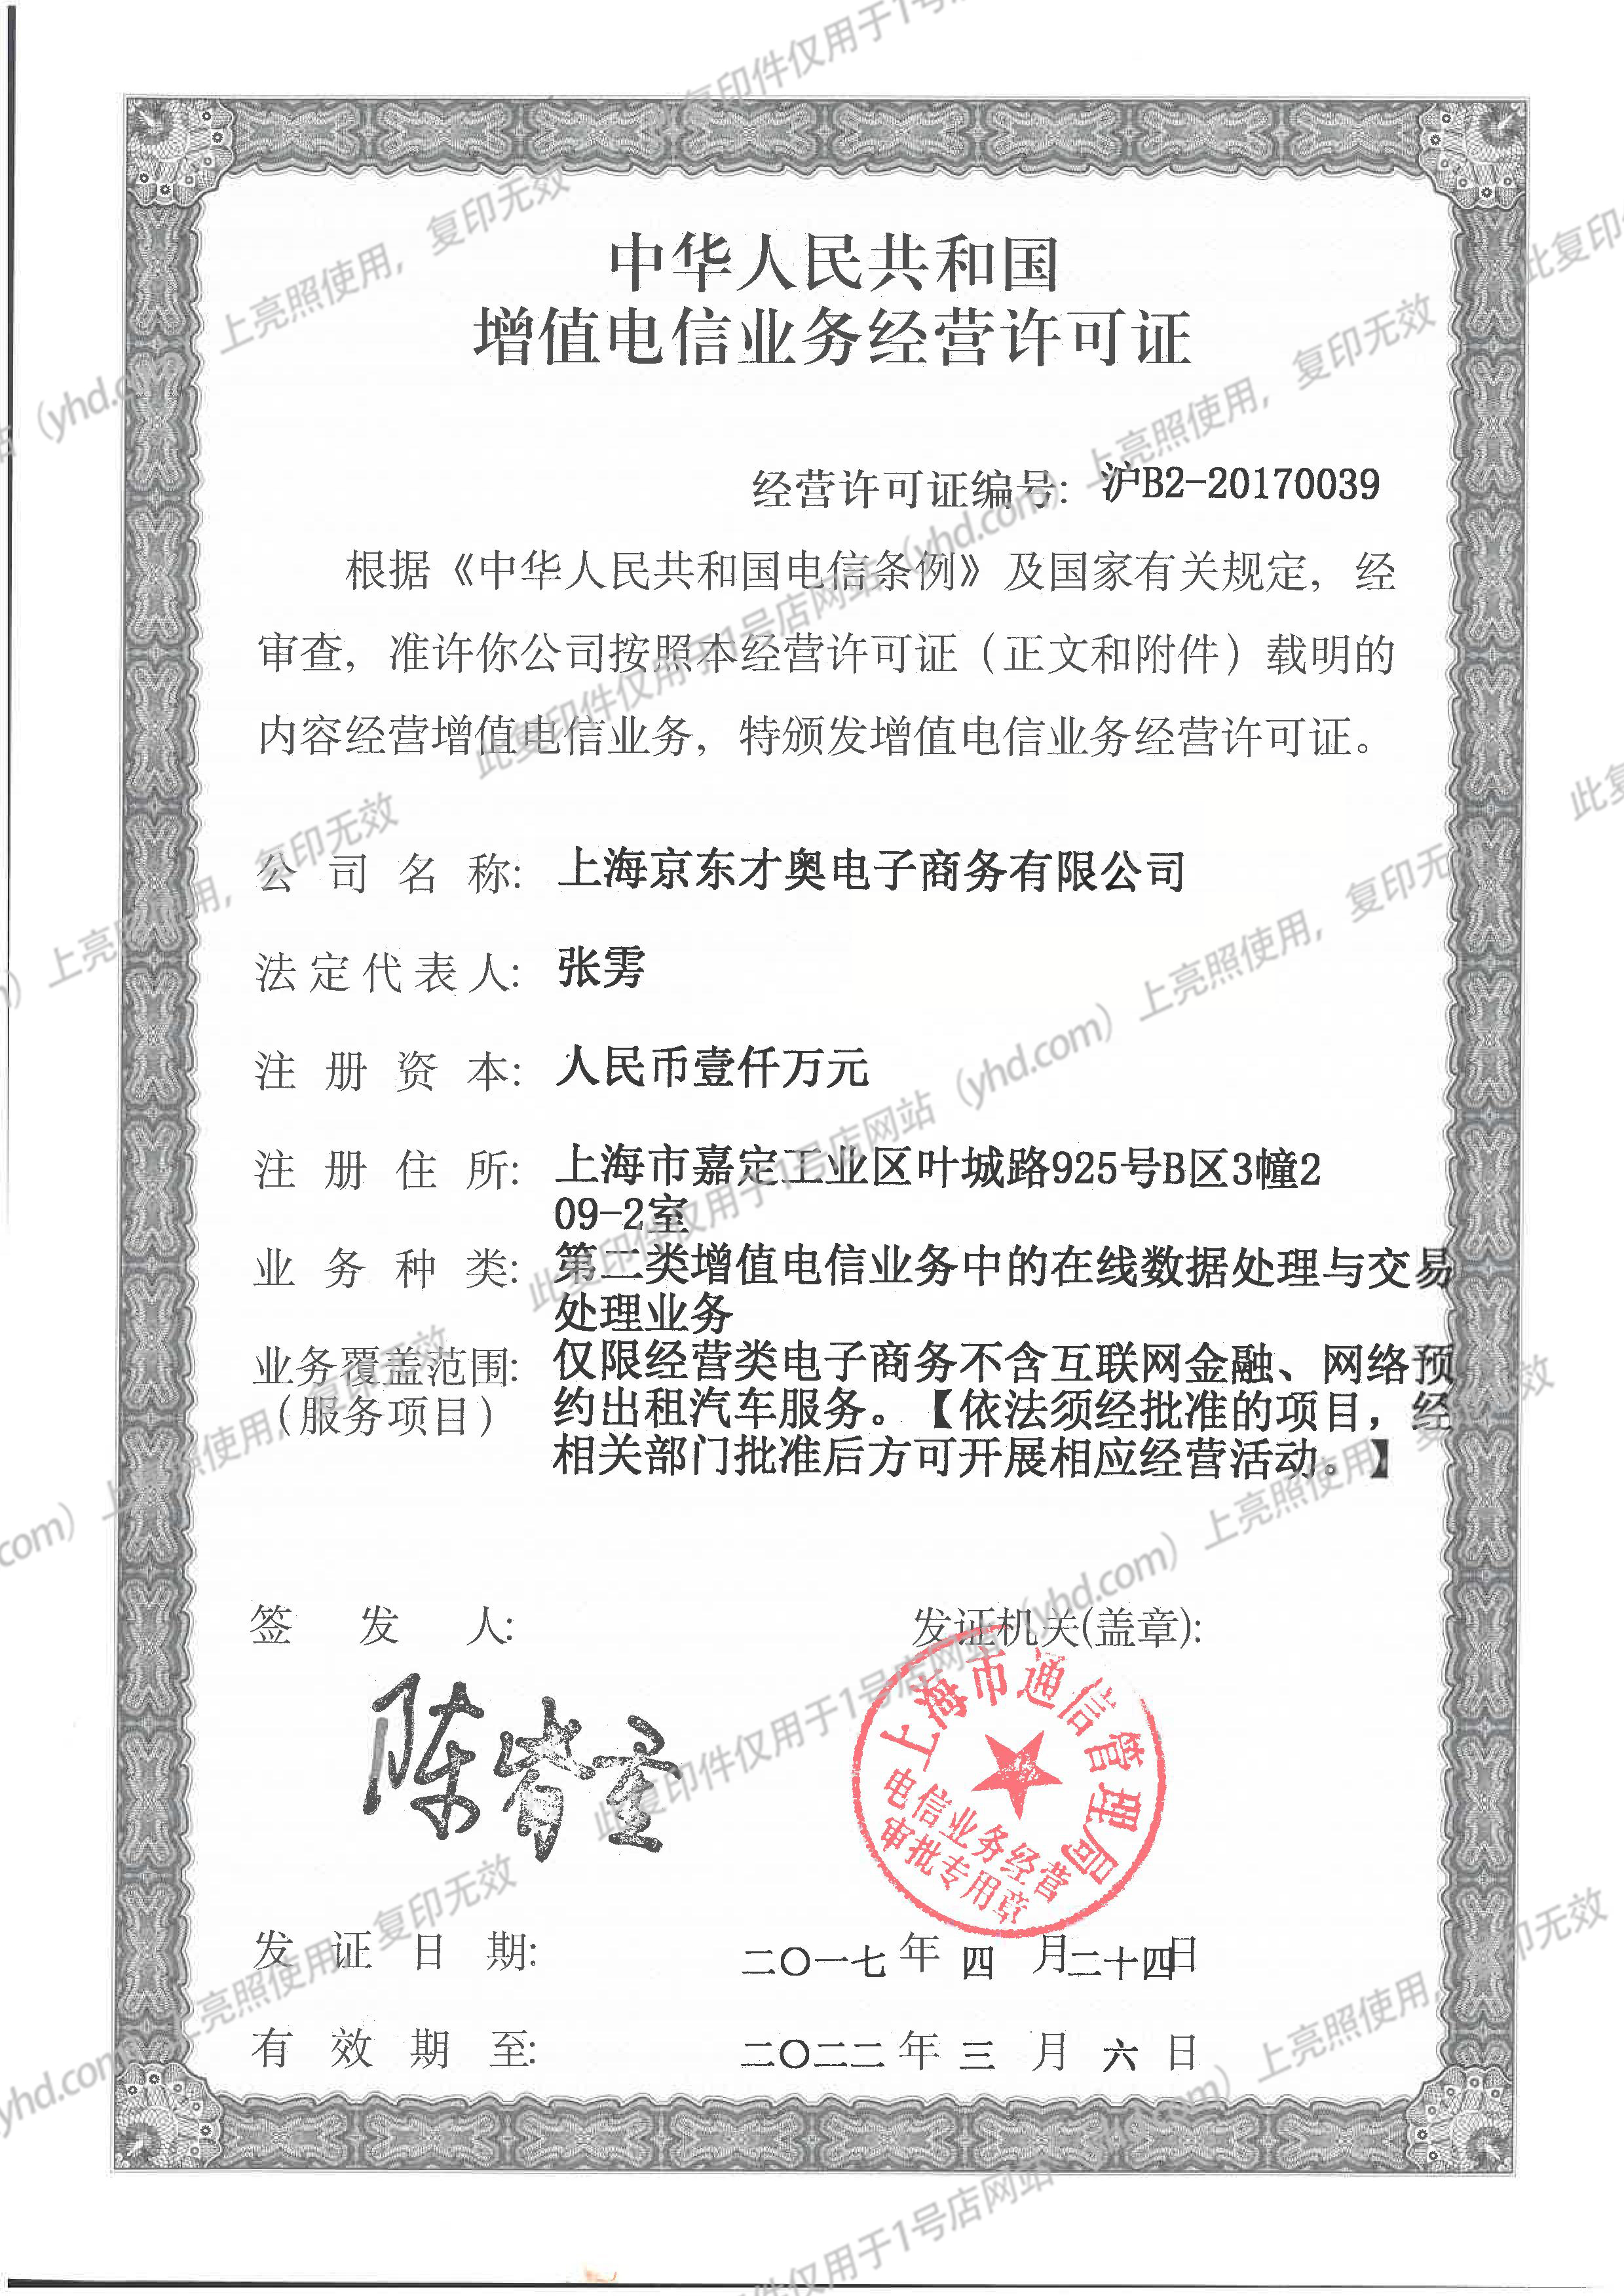 中华人民共和国
增值电信业务经营许可证
经营许可证编号: 沪B2-20170039
根据《中华人民共和国电信条例》及国家有关规定，经
审查，准许你公司按照本经营许可证（正文和附件）载明的
内容经营增值电信业务，特颁发增值电信业务经营许可证。
公司名称: 上海京东才奥电子商务有限公司
法定代表人: 张雱
注册资本: 人民币壹仟万元
注册住所: 上海市嘉定工业区叶城路925号B区3幢2
09-2室
业务种类: 第二类增值电信业务中的在线数据处理与交易
处理业务
业务覆盖范围: 仅限经营类电子商务不含互联网金融、网络预
（服务项目） 约出租汽车服务。【依法须经批准的项目，经
相关部门批准后方可开展相应经营活动。】
签发人:
发证机关(盖章):
上海市通信管理局
电信业务经营
审批专用章
发证日期: 二〇一七年四月二十四日
有效期至: 二〇二二年三月六日
此复印件仅用于1号店网站（yhd.com）上亮照使用，复印无效